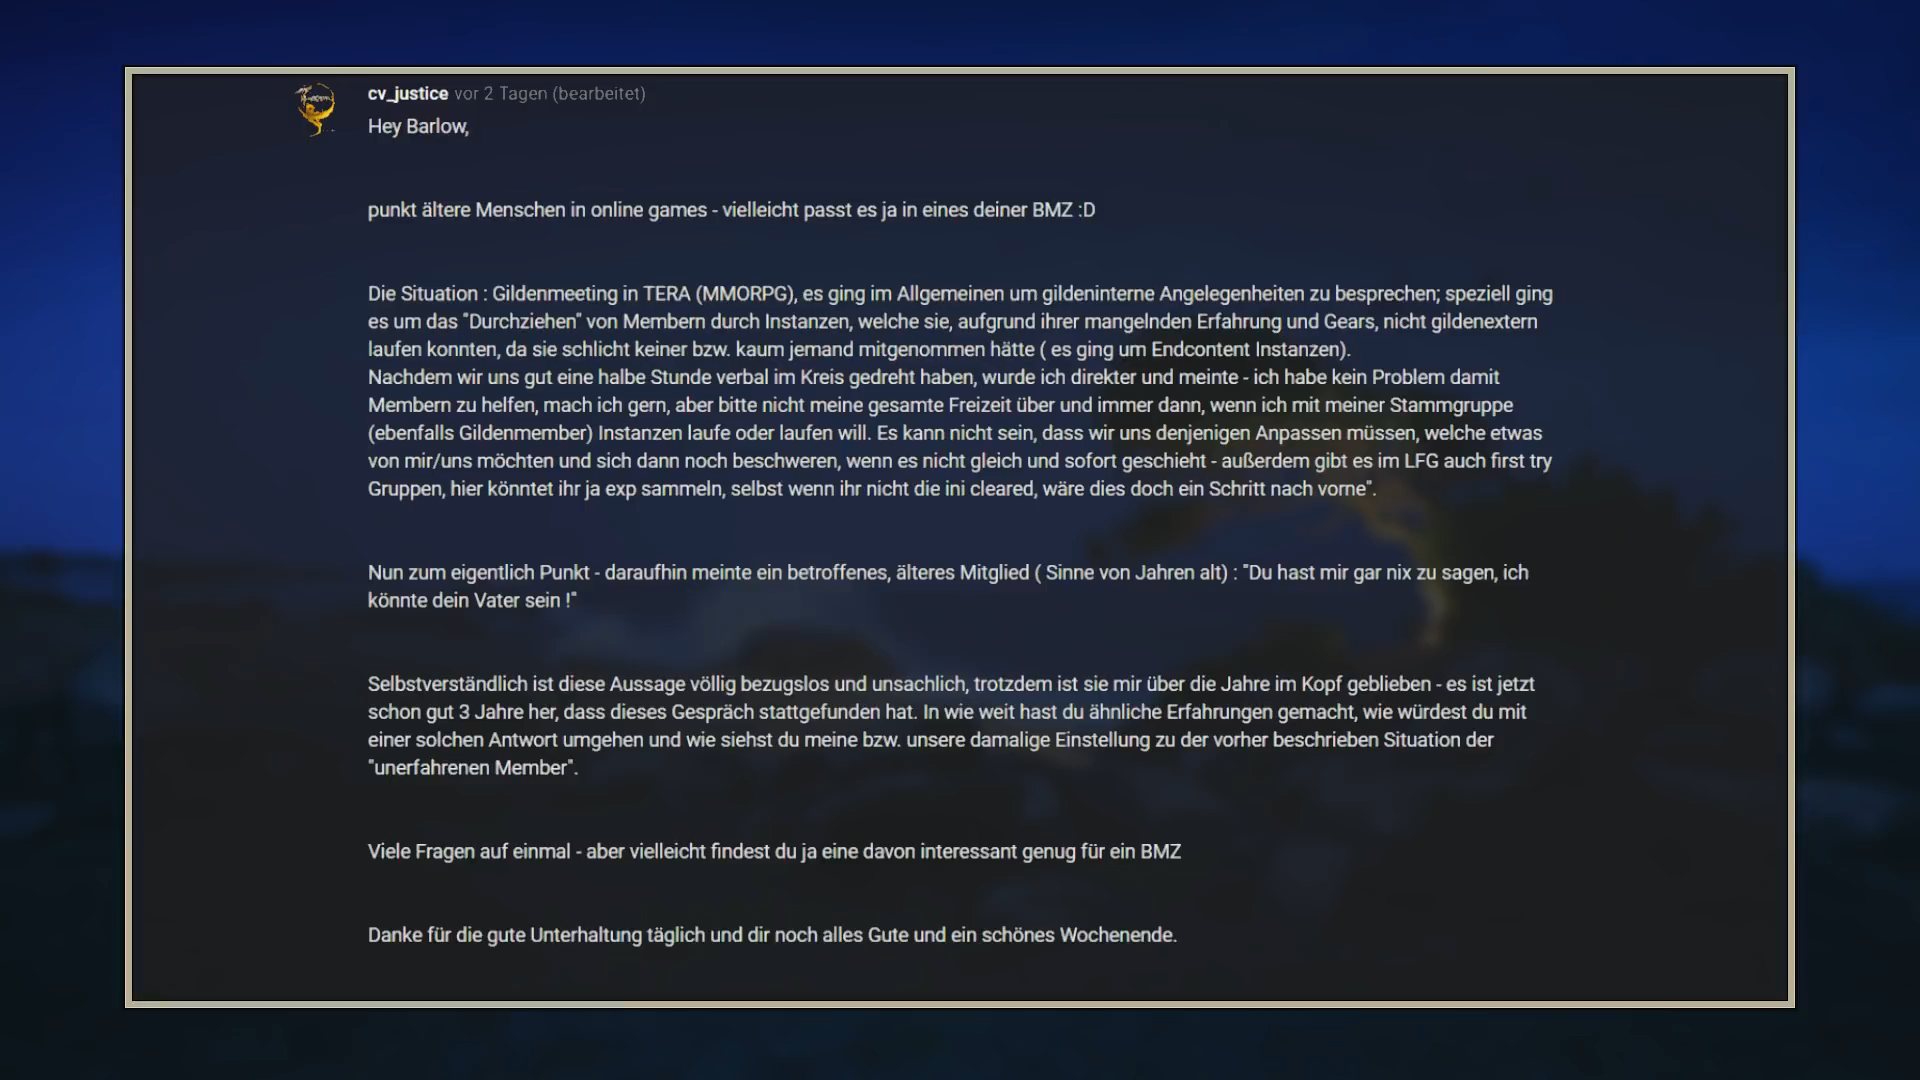 cv_justice vor 2 Tagen (bearbeitet)
Hey Barlow,
punkt ältere Menschen in online games - vielleicht passt es ja in eines deiner BMZ :D
Die Situation : Gildenmeeting in TERA (MMORPG), es ging im Allgemeinen um gildeninterne Angelegenheiten zu besprechen; speziell ging
es um das "Durchziehen" von Membern durch Instanzen, welche sie, aufgrund ihrer mangelnden Erfahrung und Gears, nicht gildenextern
laufen konnten, da sie schlicht keiner bzw. kaum jemand mitgenommen hätte ( es ging um Endcontent Instanzen).
Nachdem wir uns gut eine halbe Stunde verbal im Kreis gedreht haben, wurde ich direkter und meinte - ich habe kein Problem damit
Membern zu helfen, mach ich gern, aber bitte nicht meine gesamte Freizeit über und immer dann, wenn ich mit meiner Stammgruppe
(ebenfalls Gildenmember) Instanzen laufe oder laufen will. Es kann nicht sein, dass wir uns denjenigen Anpassen müssen, welche etwas
von mir/uns möchten und sich dann noch beschweren, wenn es nicht gleich und sofort geschieht - außerdem gibt es im LFG auch first try
Gruppen, hier könntet ihr ja exp sammeln, selbst wenn ihr nicht die ini cleared, wäre dies doch ein Schritt nach vorne".
Nun zum eigentlich Punkt - daraufhin meinte ein betroffenes, älteres Mitglied ( Sinne von Jahren alt) : "Du hast mir gar nix zu sagen, ich
könnte dein Vater sein !"
Selbstverständlich ist diese Aussage völlig bezugslos und unsachlich, trotzdem ist sie mir über die Jahre im Kopf geblieben - es ist jetzt
schon gut 3 Jahre her, dass dieses Gespräch stattgefunden hat. In wie weit hast du ähnliche Erfahrungen gemacht, wie würdest du mit
einer solchen Antwort umgehen und wie siehst du meine bzw. unsere damalige Einstellung zu der vorher beschrieben Situation der
"unerfahrenen Member".
Viele Fragen auf einmal - aber vielleicht findest du ja eine davon interessant genug für ein BMZ
Danke für die gute Unterhaltung täglich und dir noch alles Gute und ein schönes Wochenende.